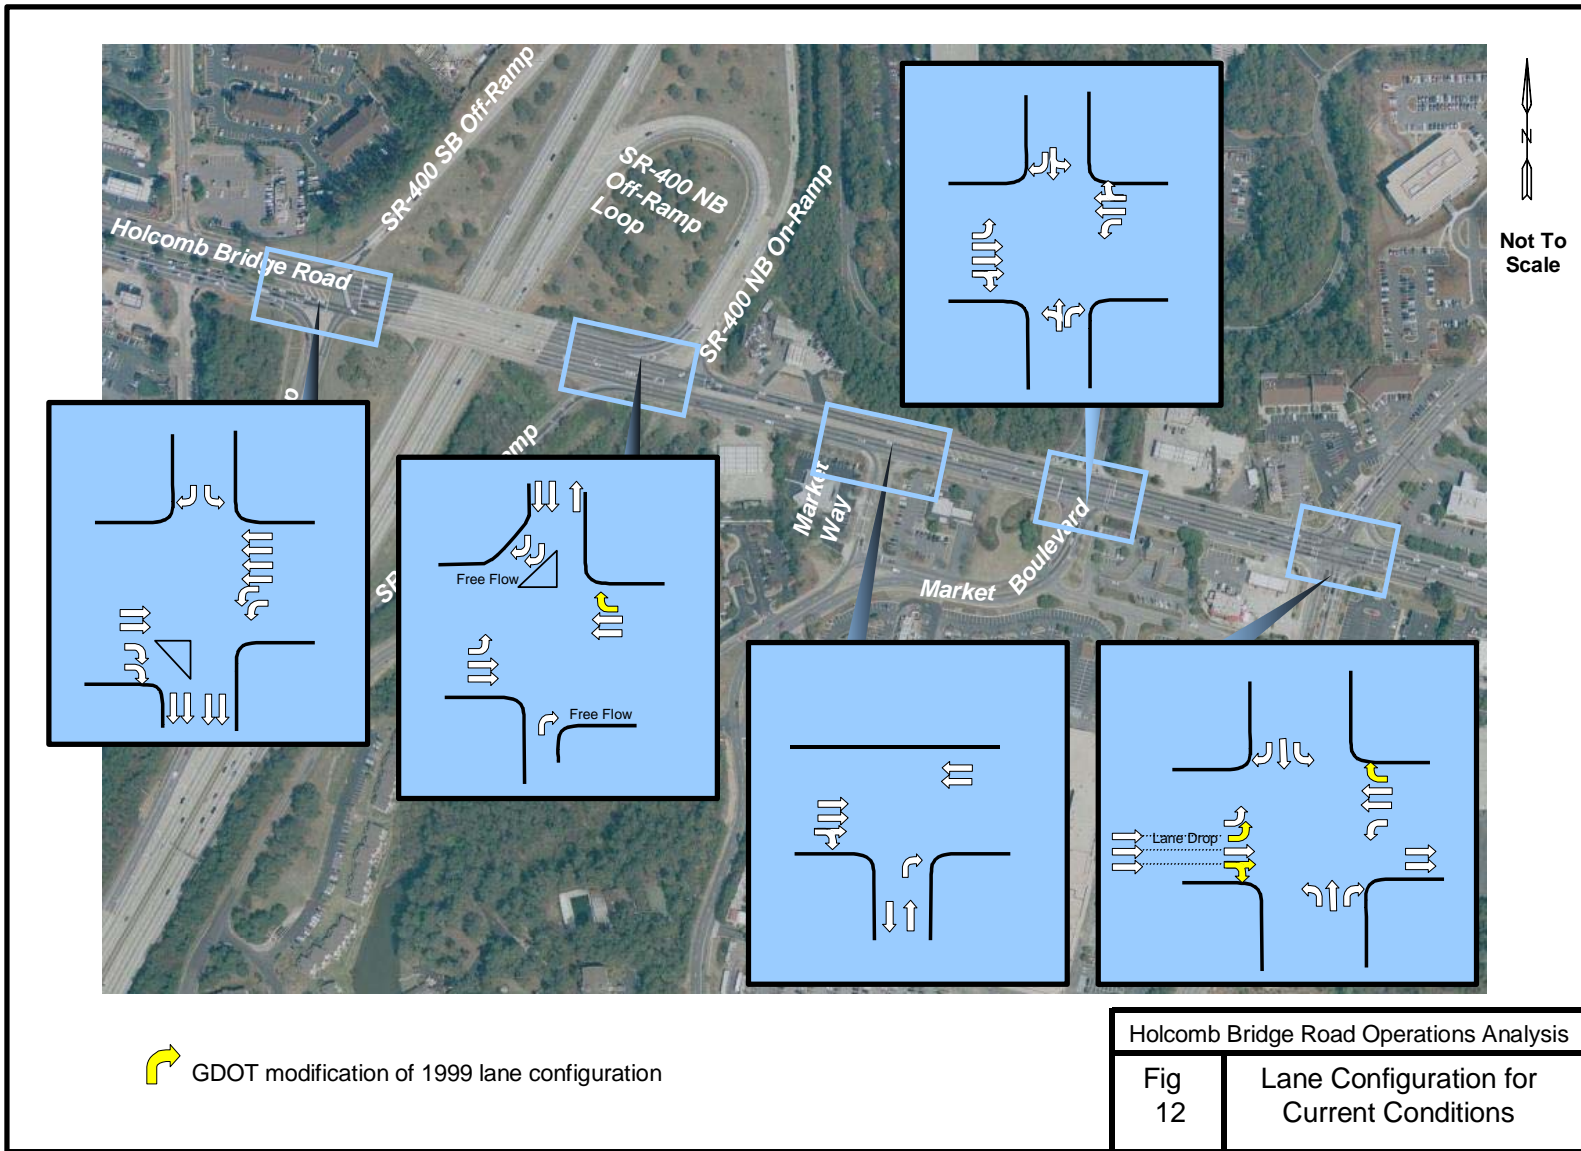 SR-400 SB Off-Ramp
SR-400 NB
Off-Ramp
Loop
SR-400 NB On-Ramp
Holcomb Bridge Road
N
Not To
Scale
Free Flow
Free Flow
Market
Way
Market
Boulevard
Lane Drop
GDOT modification of 1999 lane configuration
Holcomb Bridge Road Operations Analysis
Fig
12
Lane Configuration for
Current Conditions